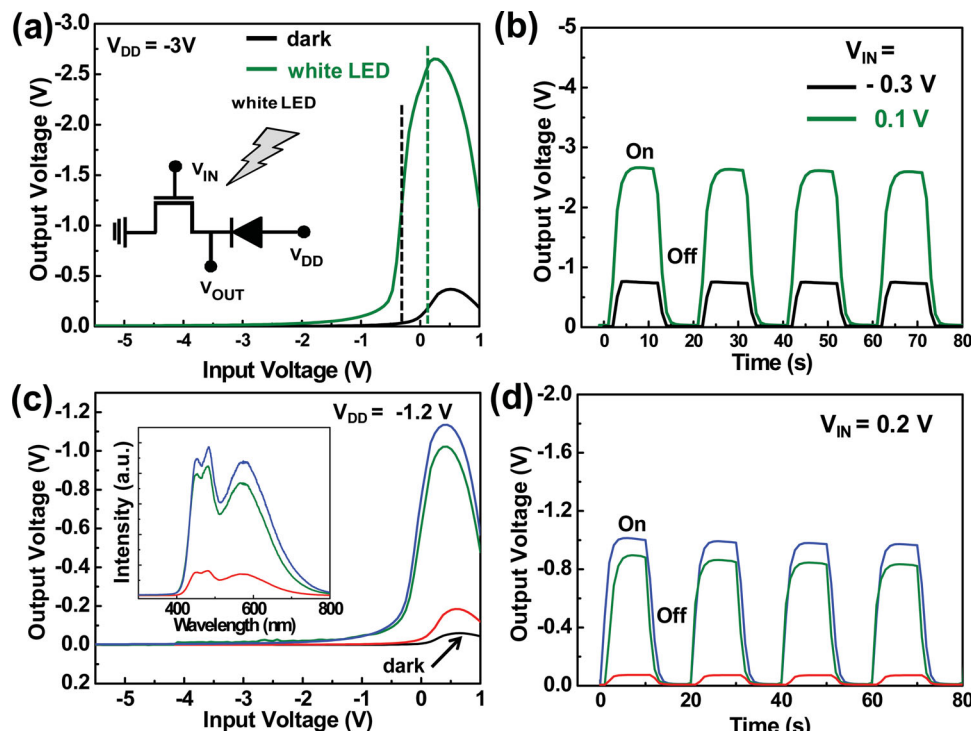 (a)
V_DD = -3V
dark
white LED
white LED
V_IN
V_DD
V_OUT
Output Voltage (V)
-3.0
-2.5
-2.0
-1.5
-1.0
-0.5
0.0
-5 -4 -3 -2 -1 0 1
Input Voltage (V)
(b)
V_IN =
- 0.3 V
0.1 V
On
Off
Output Voltage (V)
-5
-4
-3
-2
-1
0
0 10 20 30 40 50 60 70 80
Time (s)
(c)
V_DD = -1.2 V
Intensity (a.u.)
400 600 800
Wavelength (nm)
dark
Output Voltage (V)
-1.2
-1.0
-0.8
-0.6
-0.4
-0.2
0.0
0.2
-5 -4 -3 -2 -1 0 1
Input Voltage (V)
(d)
V_IN = 0.2 V
On
Off
Output Voltage (V)
-2.0
-1.6
-1.2
-0.8
-0.4
0.0
0 10 20 30 40 50 60 70 80
Time (s)